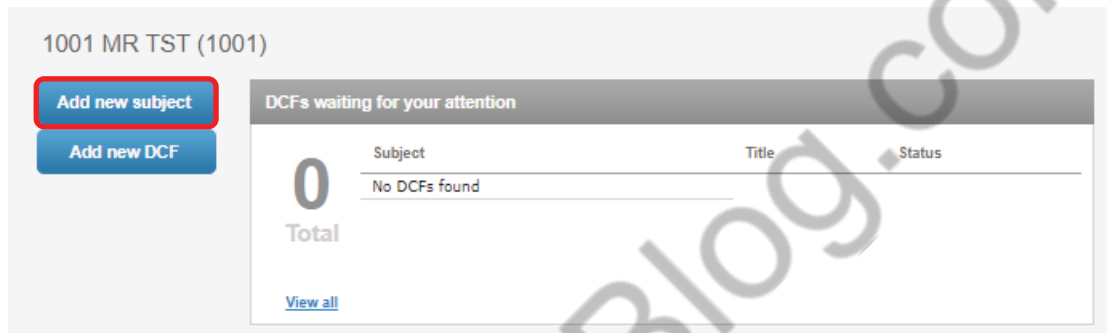 1001 MR TST (1001)
Add new subject
DCFs waiting for your attention
Add new DCF
Subject Title Status
0
No DCFs found
Total
View all
Blog.co